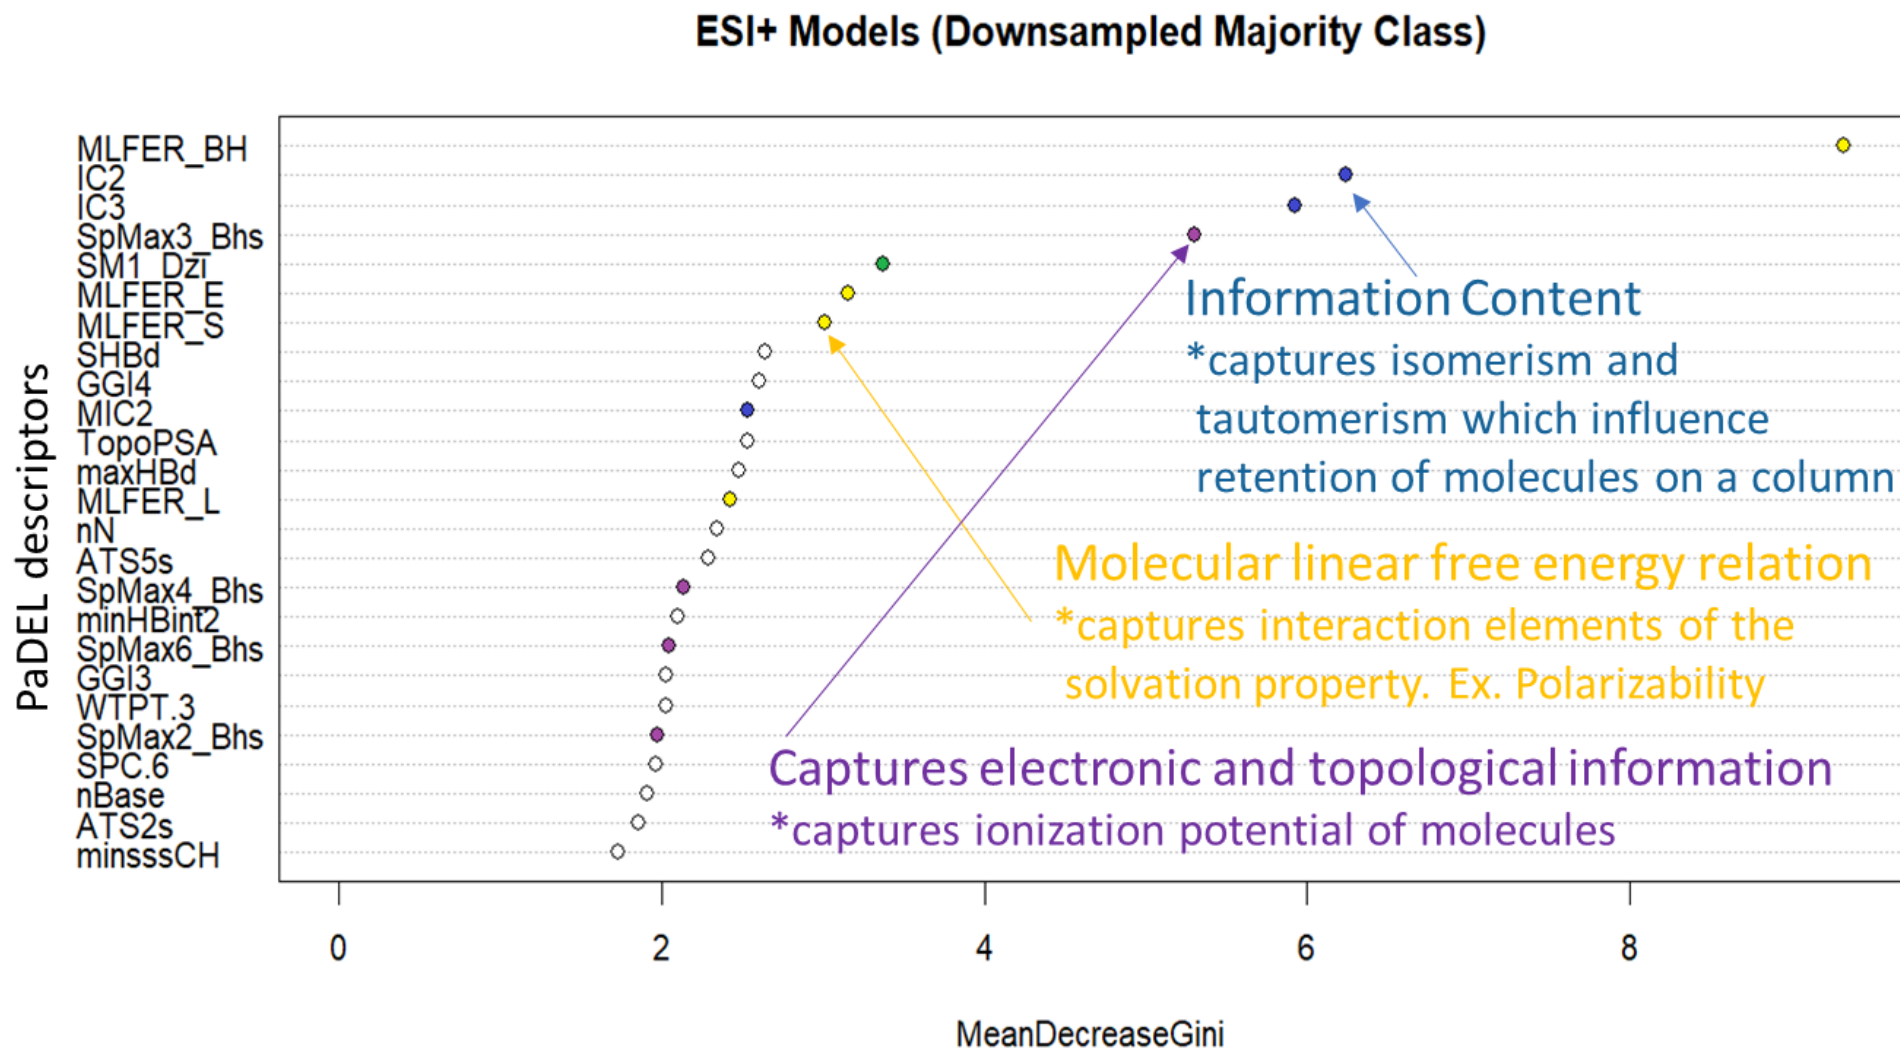 ESI+ Models (Downsampled Majority Class)
PaDEL descriptors
MLFER_BH
IC2
IC3
SpMax3_Bhs
SM1_Dzi
MLFER_E
MLFER_S
SHBd
GGI4
MIC2
TopoPSA
maxHBd
MLFER_L
nN
ATS5s
SpMax4_Bhs
minHBint2
SpMax6_Bhs
GGI3
WTPT.3
SpMax2_Bhs
SPC.6
nBase
ATS2s
minsssCH
Information Content
*captures isomerism and
tautomerism which influence
retention of molecules on a column
Molecular linear free energy relation
*captures interaction elements of the
solvation property. Ex. Polarizability
Captures electronic and topological information
*captures ionization potential of molecules
0 2 4 6 8
MeanDecreaseGini